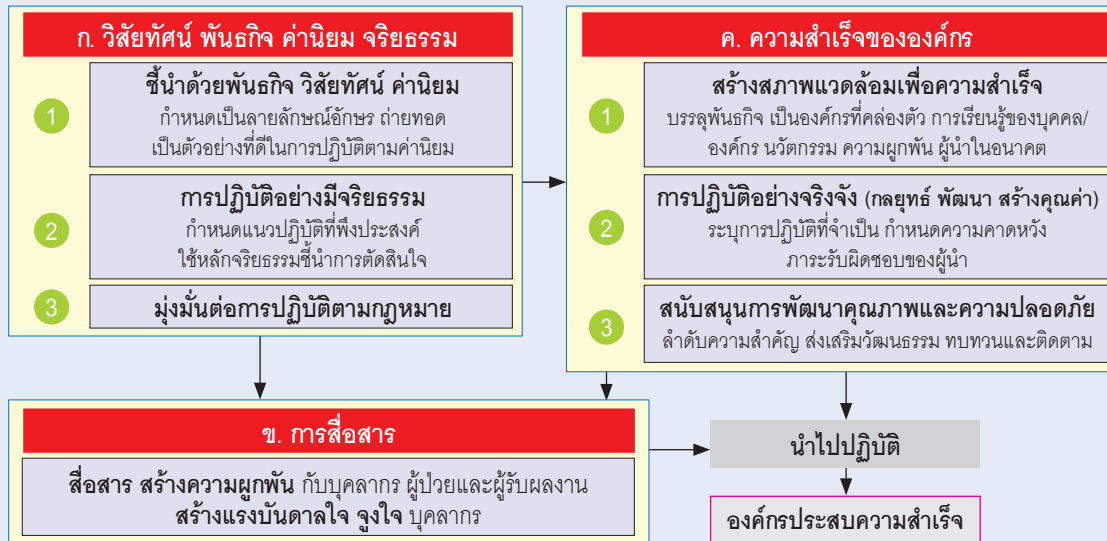 ก. วิสัยทัศน์ พันธกิจ ค่านิยม จริยธรรม
1
ชี้นำด้วยพันธกิจ วิสัยทัศน์ ค่านิยม
กำหนดเป็นลายลักษณ์อักษร ถ่ายทอด
เป็นตัวอย่างที่ดีในการปฏิบัติตามค่านิยม
2
การปฏิบัติอย่างมีจริยธรรม
กำหนดแนวปฏิบัติที่พึงประสงค์
ใช้หลักจริยธรรมชี้นำการตัดสินใจ
3
มุ่งมั่นต่อการปฏิบัติตามกฎหมาย
ค. ความสำเร็จขององค์กร
1
สร้างสภาพแวดล้อมเพื่อความสำเร็จ
บรรลุพันธกิจ เป็นองค์กรที่คล่องตัว การเรียนรู้ของบุคคล/
องค์กร นวัตกรรม ความผูกพัน ผู้นำในอนาคต
2
การปฏิบัติอย่างจริงจัง (กลยุทธ์ พัฒนา สร้างคุณค่า)
ระบุการปฏิบัติที่จำเป็น กำหนดความคาดหวัง
ภาระรับผิดชอบของผู้นำ
3
สนับสนุนการพัฒนาคุณภาพและความปลอดภัย
ลำดับความสำคัญ ส่งเสริมวัฒนธรรม ทบทวนและติดตาม
ข. การสื่อสาร
สื่อสาร สร้างความผูกพัน กับบุคลากร ผู้ป่วยและผู้รับผลงาน
สร้างแรงบันดาลใจ จูงใจ บุคลากร
นำไปปฏิบัติ
องค์กรประสบความสำเร็จ